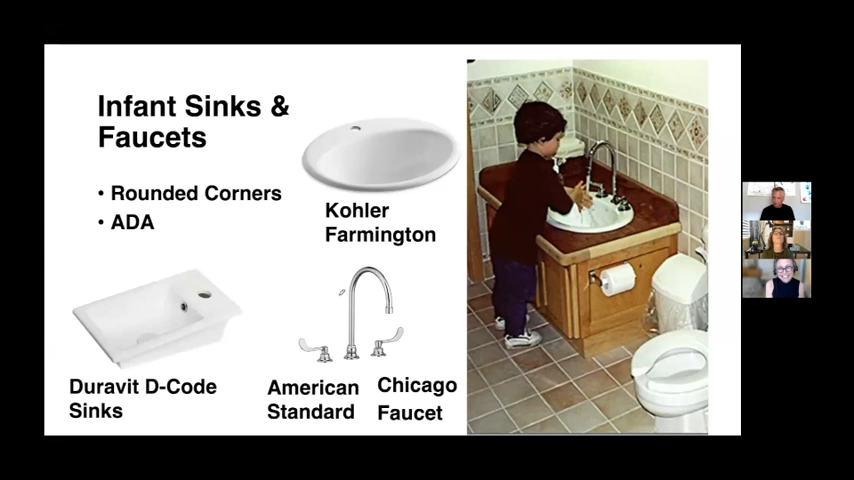 Infant Sinks &
Faucets
• Rounded Corners
• ADA
Kohler
Farmington
Duravit D-Code
Sinks
American
Standard
Chicago
Faucet